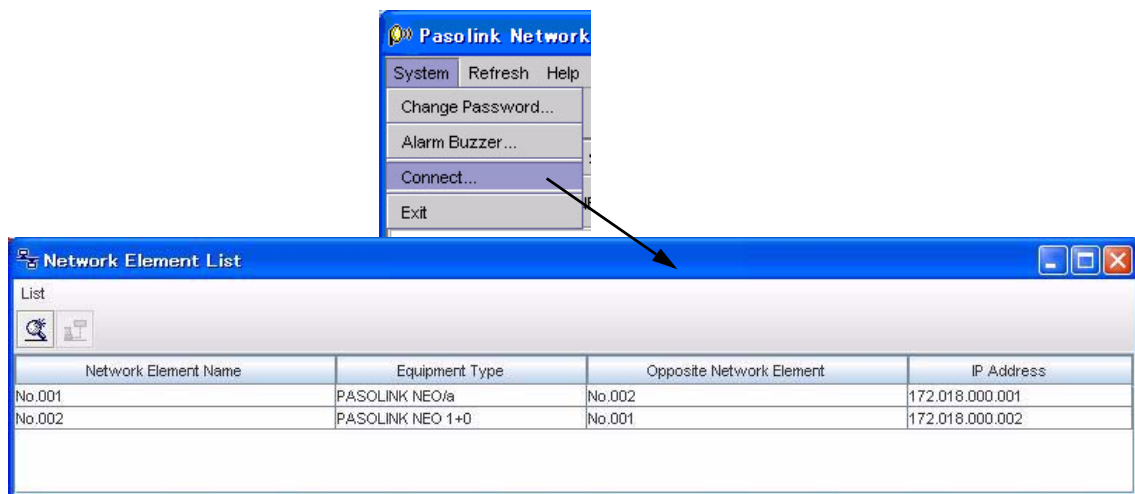 Pasolink Network
System Refresh Help
Change Password...
Alarm Buzzer...
Connect...
Exit
Network Element List
List
Network Element Name Equipment Type Opposite Network Element IP Address
No.001 PASOLINK NEO/a No.002 172.018.000.001
No.002 PASOLINK NEO 1+0 No.001 172.018.000.002